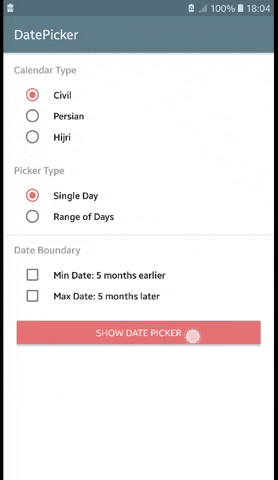 100% 18:04
DatePicker
Calendar Type
Civil
Persian
Hijri
Picker Type
Single Day
Range of Days
Date Boundary
Min Date: 5 months earlier
Max Date: 5 months later
SHOW DATE PICKER